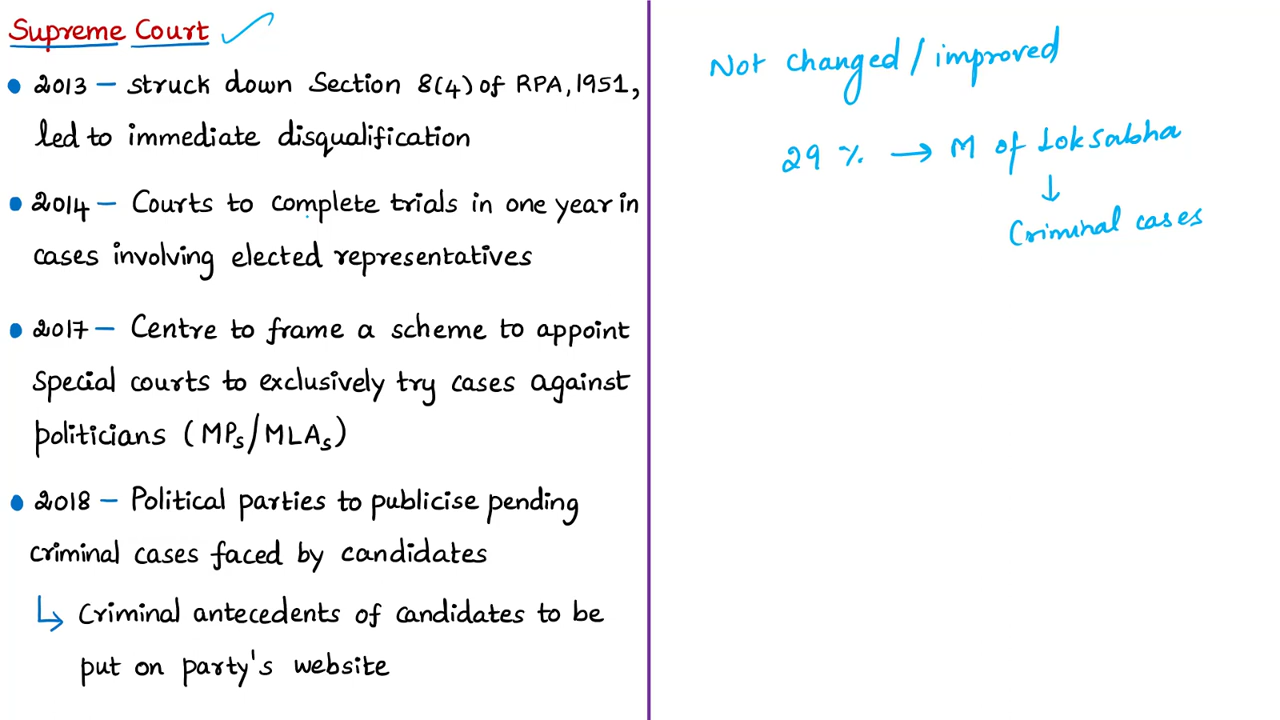 Supreme Court
• 2013 – struck down Section 8(4) of RPA, 1951,
led to immediate disqualification
• 2014 – Courts to complete trials in one year in
cases involving elected representatives
• 2017 – Centre to frame a scheme to appoint
special courts to exclusively try cases against
politicians (MPs/MLAs)
• 2018 – Political parties to publicise pending
criminal cases faced by candidates
↳ Criminal antecedents of candidates to be
put on party's website
Not changed / improved
29 % → M of Loksabha
↓
Criminal cases